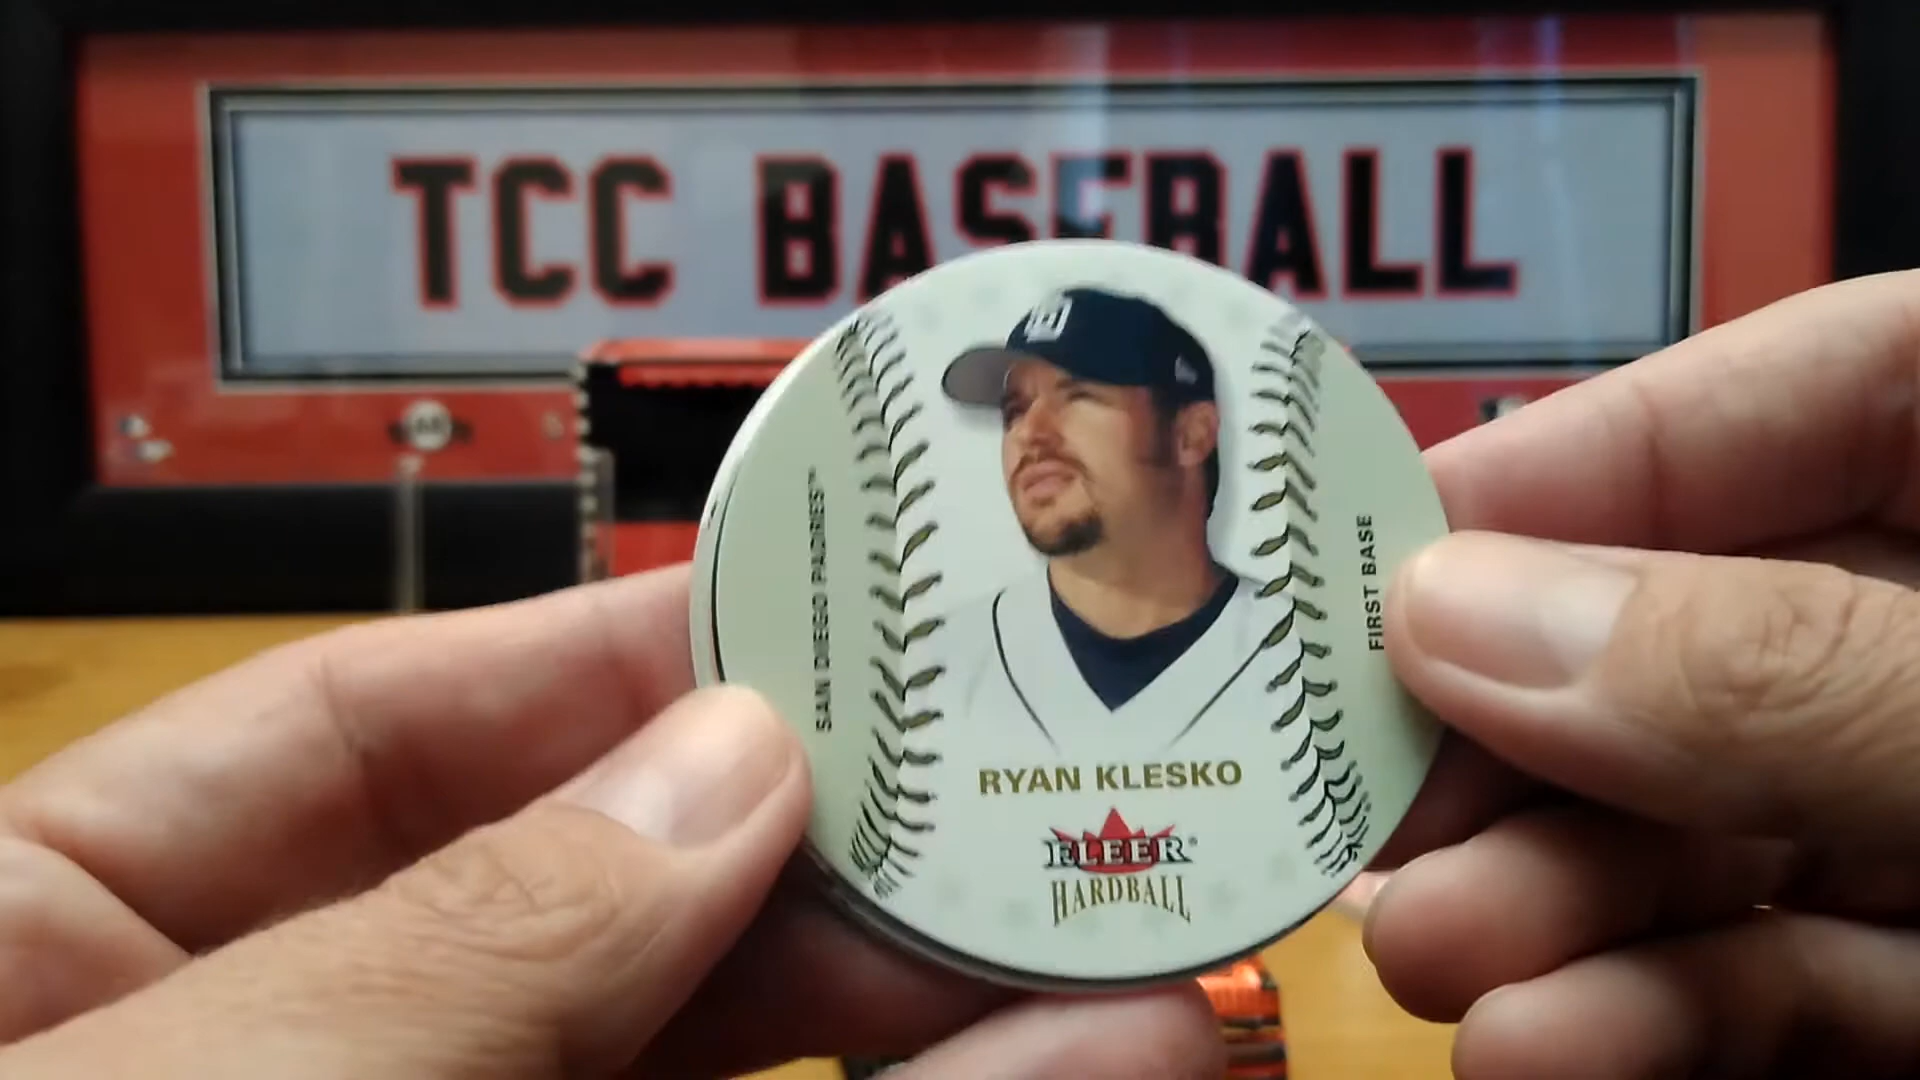 TCC BASEBALL
SAN DIEGO PADRES™
FIRST BASE
RYAN KLESKO
FLEER®
HARDBALL